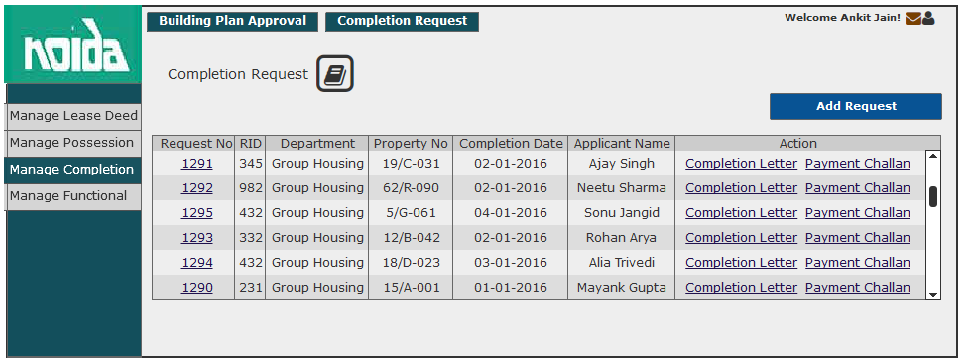 noida
Building Plan Approval Completion Request Welcome Ankit Jain!
Completion Request
Add Request
Manage Lease Deed
Manage Possession
Manage Completion
Manage Functional
Request No RID Department Property No Completion Date Applicant Name Action
1291 345 Group Housing 19/C-031 02-01-2016 Ajay Singh Completion Letter Payment Challan
1292 982 Group Housing 62/R-090 02-01-2016 Neetu Sharma Completion Letter Payment Challan
1295 432 Group Housing 5/G-061 04-01-2016 Sonu Jangid Completion Letter Payment Challan
1293 332 Group Housing 12/B-042 02-01-2016 Rohan Arya Completion Letter Payment Challan
1294 432 Group Housing 18/D-023 03-01-2016 Alia Trivedi Completion Letter Payment Challan
1290 231 Group Housing 15/A-001 01-01-2016 Mayank Gupta Completion Letter Payment Challan